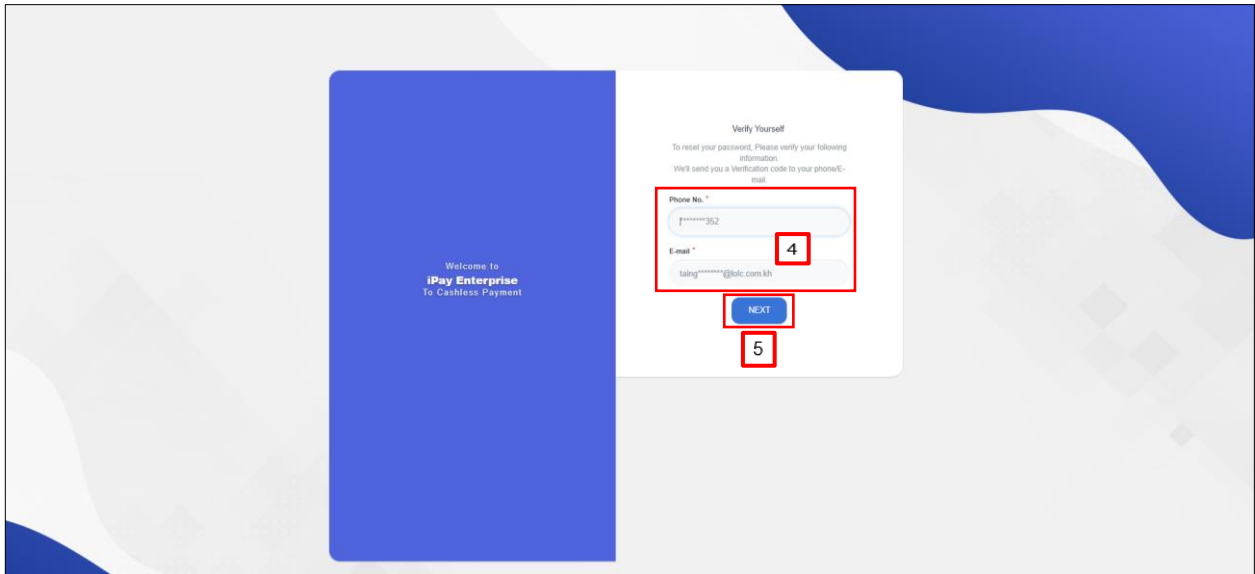 Welcome to
iPay Enterprise
To Cashless Payment
Verify Yourself
To reset your password, Please verify your following
information.
We'll send you a Verification code to your phone/E-
mail.
Phone No. *
*******352
E-mail *
taing********@lolc.com.kh
4
NEXT
5